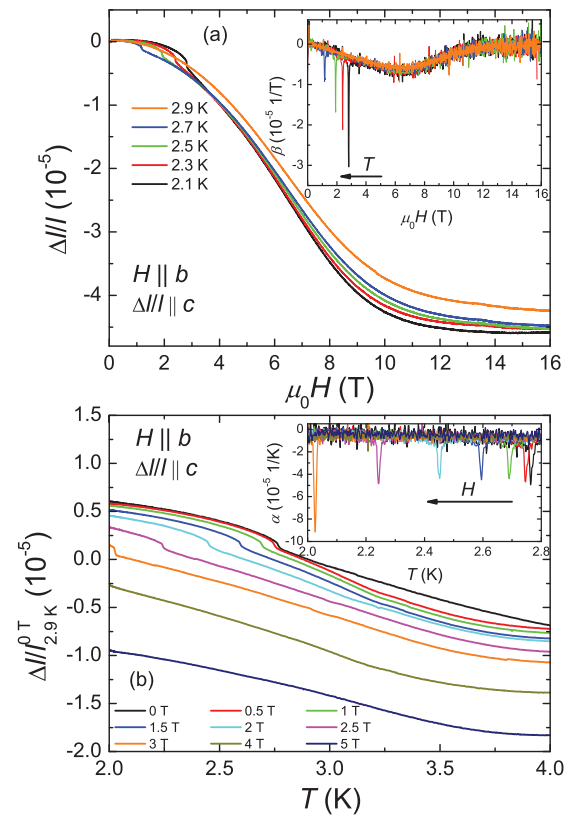 (a)
0
-1
-2
-3
-4
Δl/l (10⁻⁵)
2.9 K
2.7 K
2.5 K
2.3 K
2.1 K
H || b
Δl/l || c
0 2 4 6 8 10 12 14 16
μ₀H (T)
1
0
-1
-2
-3
β (10⁻⁵ 1/T)
T
0 2 4 6 8 10 12 14 16
μ₀H (T)
1.5
1.0
0.5
0.0
-0.5
-1.0
-1.5
-2.0
Δl/l⁰ ᵀ₂.₉ K (10⁻⁵)
H || b
Δl/l || c
0
-2
-4
-6
-8
-10
α (10⁻⁵ 1/K)
H
2.0 2.2 2.4 2.6 2.8
T (K)
(b)
0 T 0.5 T 1 T
1.5 T 2 T 2.5 T
3 T 4 T 5 T
2.0 2.5 3.0 3.5 4.0
T (K)